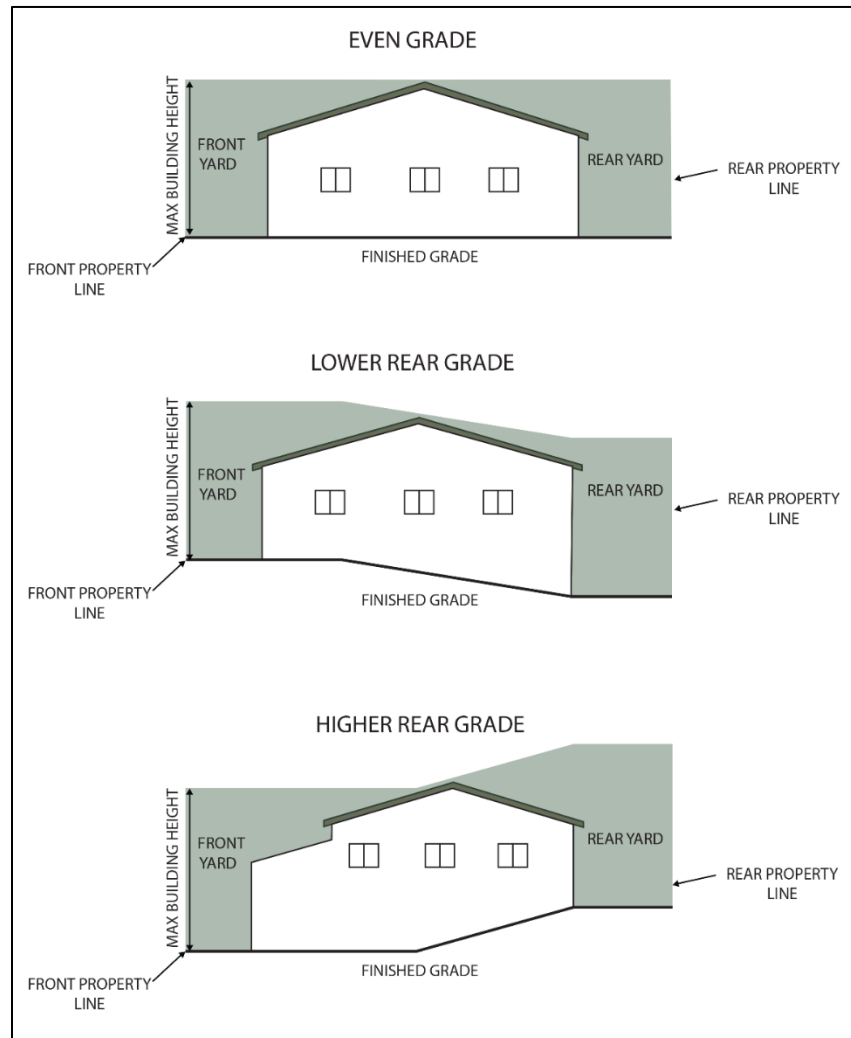 EVEN GRADE
MAX BUILDING HEIGHT
FRONT
YARD
REAR YARD
REAR PROPERTY
LINE
FINISHED GRADE
FRONT PROPERTY
LINE
LOWER REAR GRADE
MAX BUILDING HEIGHT
FRONT
YARD
REAR YARD
REAR PROPERTY
LINE
FINISHED GRADE
FRONT PROPERTY
LINE
HIGHER REAR GRADE
MAX BUILDING HEIGHT
FRONT
YARD
REAR YARD
REAR PROPERTY
LINE
FINISHED GRADE
FRONT PROPERTY
LINE